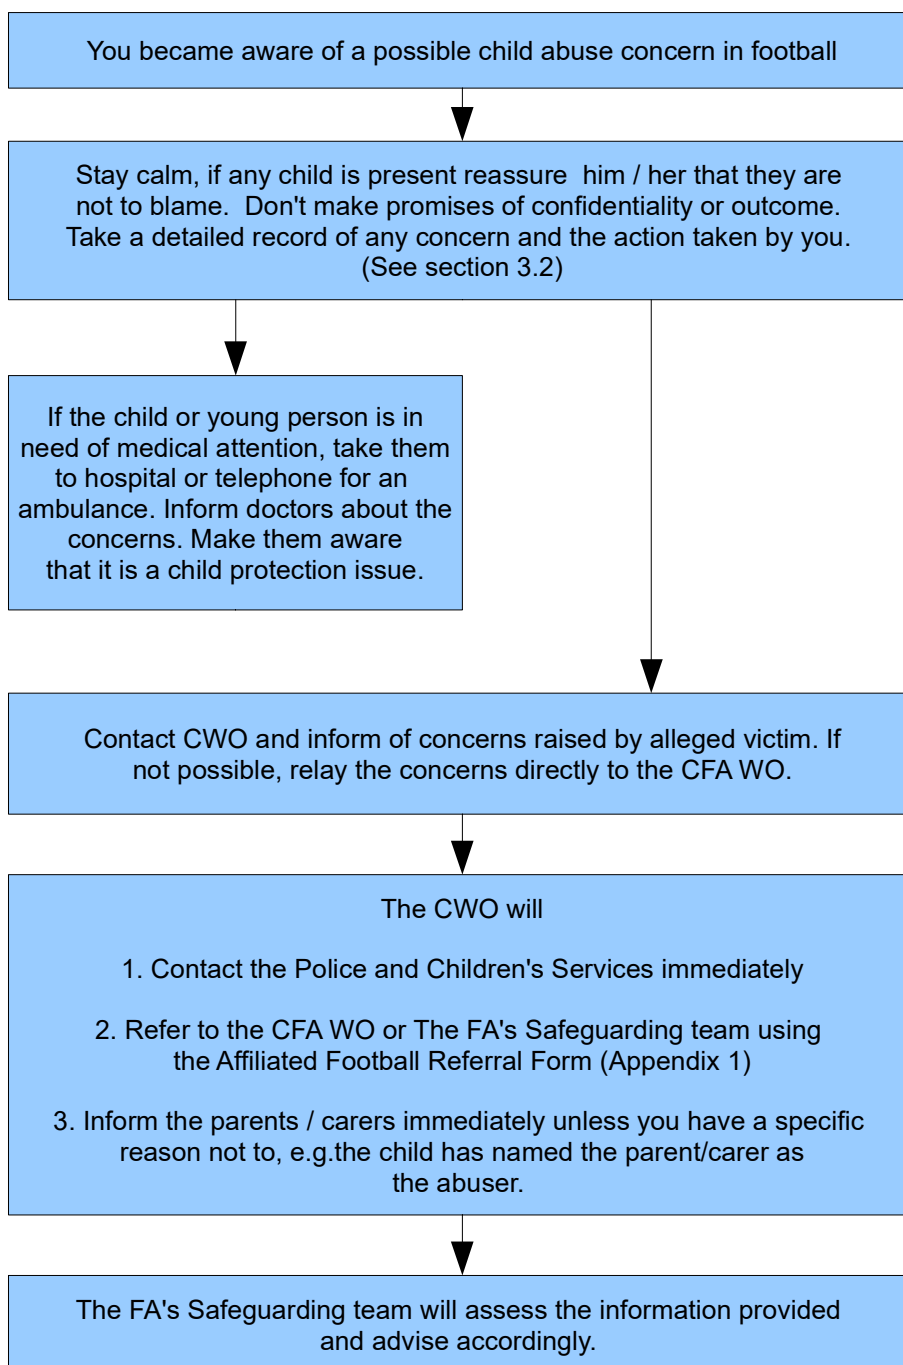 You became aware of a possible child abuse concern in football
Stay calm, if any child is present reassure  him / her that they are
not to blame.  Don't make promises of confidentiality or outcome.
Take a detailed record of any concern and the action taken by you.
(See section 3.2)
If the child or young person is in
need of medical attention, take them
to hospital or telephone for an
ambulance. Inform doctors about the
concerns. Make them aware
that it is a child protection issue.
Contact CWO and inform of concerns raised by alleged victim. If
not possible, relay the concerns directly to the CFA WO.
The CWO will
1. Contact the Police and Children's Services immediately
2. Refer to the CFA WO or The FA's Safeguarding team using
the Affiliated Football Referral Form (Appendix 1)
3. Inform the parents / carers immediately unless you have a specific
reason not to, e.g.the child has named the parent/carer as
the abuser.
The FA's Safeguarding team will assess the information provided
and advise accordingly.